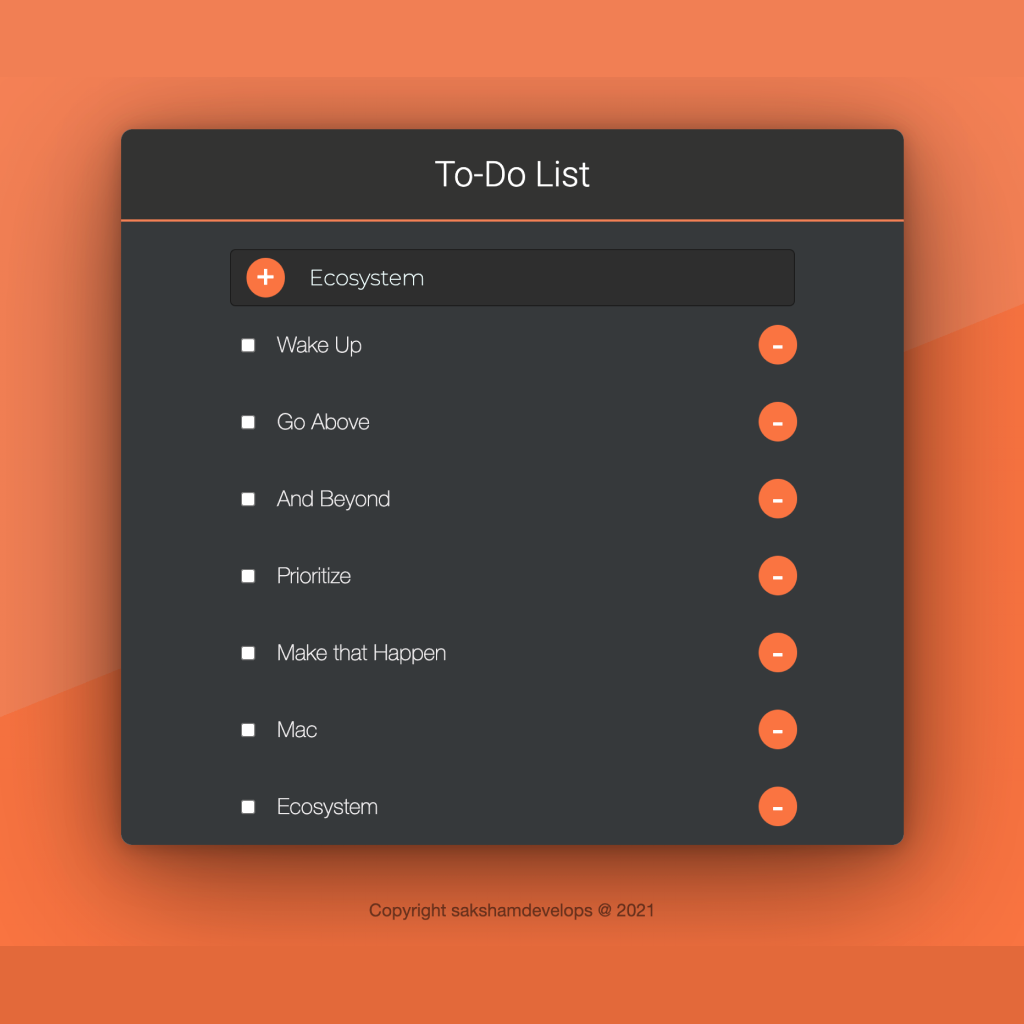 To-Do List
+ Ecosystem
Wake Up -
Go Above -
And Beyond -
Prioritize -
Make that Happen -
Mac -
Ecosystem -
Copyright sakshamdevelops @ 2021